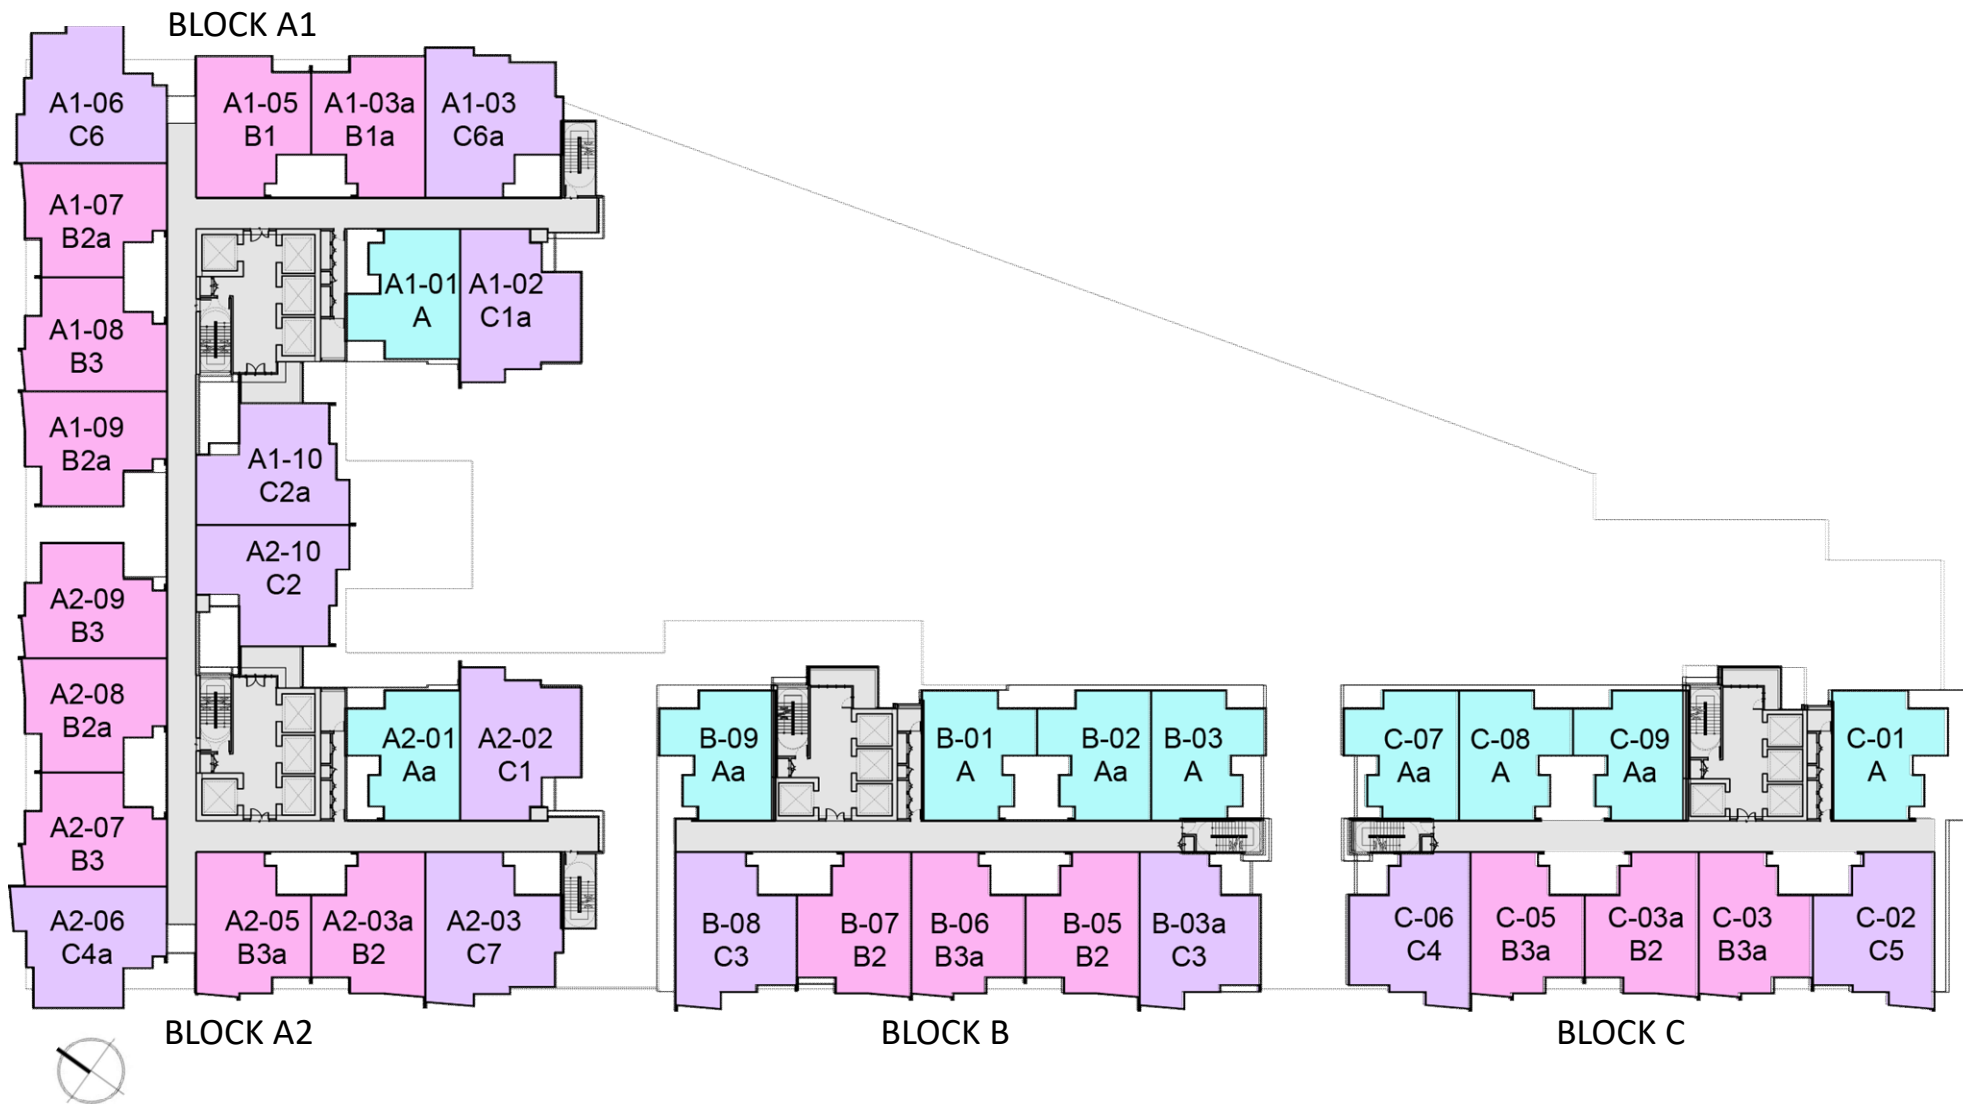 BLOCK A1
A1-06
C6
A1-05
B1
A1-03a
B1a
A1-03
C6a
A1-07
B2a
A1-08
B3
A1-09
B2a
A1-01
A
A1-02
C1a
A1-10
C2a
A2-10
C2
A2-09
B3
A2-08
B2a
A2-07
B3
A2-06
C4a
A2-01
Aa
A2-02
C1
A2-05
B3a
A2-03a
B2
A2-03
C7
BLOCK A2
B-09
Aa
B-01
A
B-02
Aa
B-03
A
B-08
C3
B-07
B2
B-06
B3a
B-05
B2
B-03a
C3
BLOCK B
C-07
Aa
C-08
A
C-09
Aa
C-01
A
C-06
C4
C-05
B3a
C-03a
B2
C-03
B3a
C-02
C5
BLOCK C